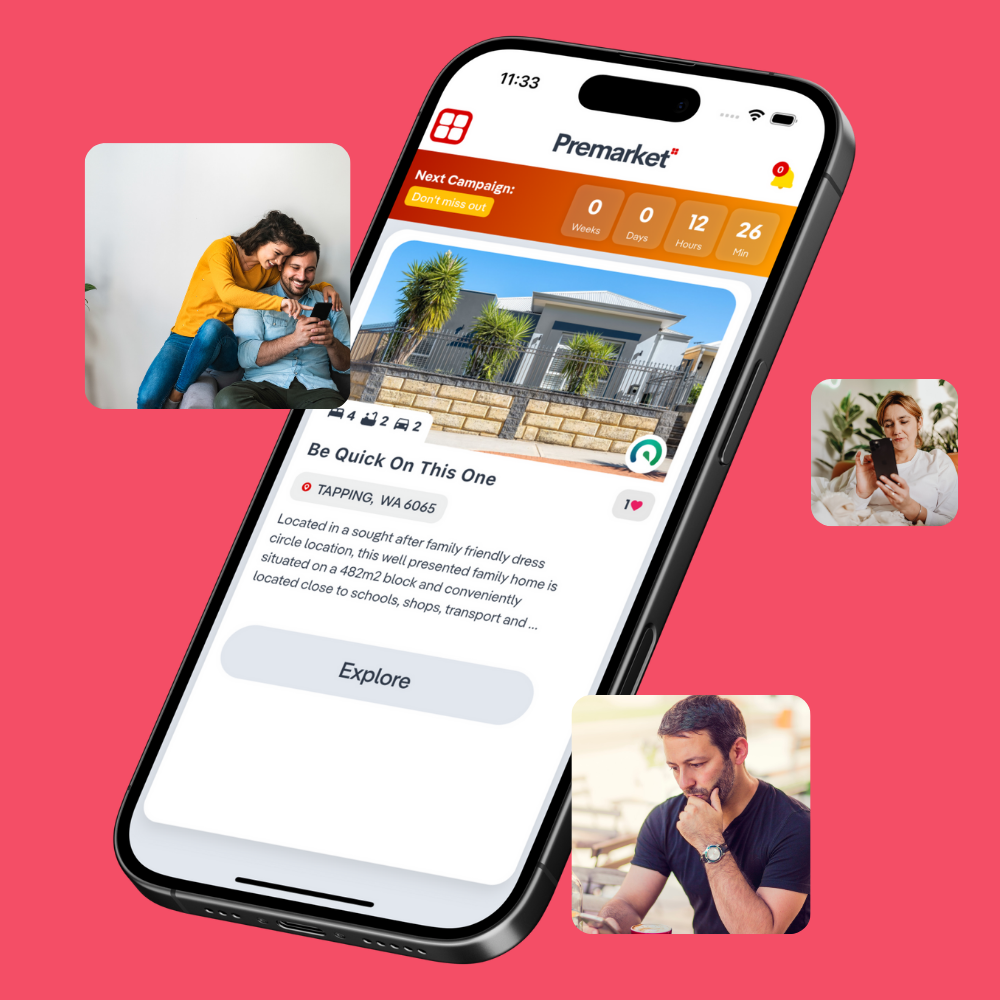 11:33
Premarket
0
Next Campaign:
Don't miss out
0 0 12 26
Weeks Days Hours Min
4 2 2
Be Quick On This One
TAPPING, WA 6065
1
Located in a sought after family friendly dress
circle location, this well presented family home is
situated on a 482m2 block and conveniently
located close to schools, shops, transport and ...
Explore